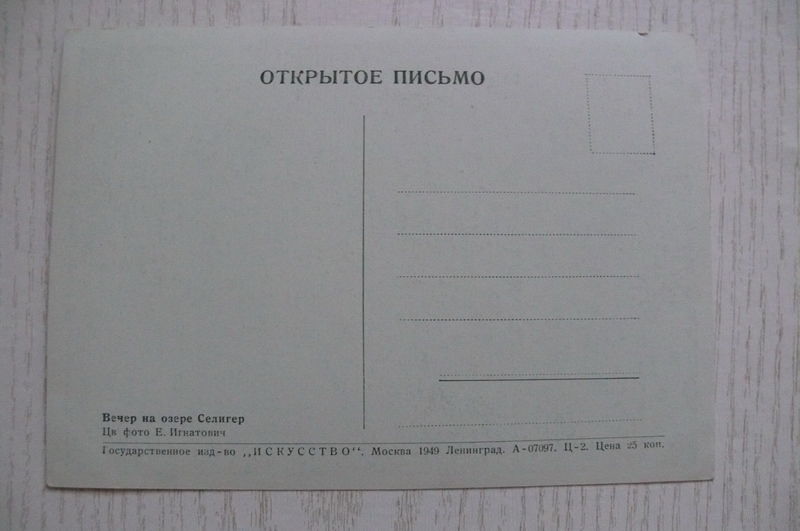 ОТКРЫТОЕ ПИСЬМО
Вечер на озере Селигер
Цв фото Е. Игнатович
Государственное изд-во „ИСКУССТВО“. Москва 1949 Ленинград. А-07097. Ц-2. Цена 25 коп.